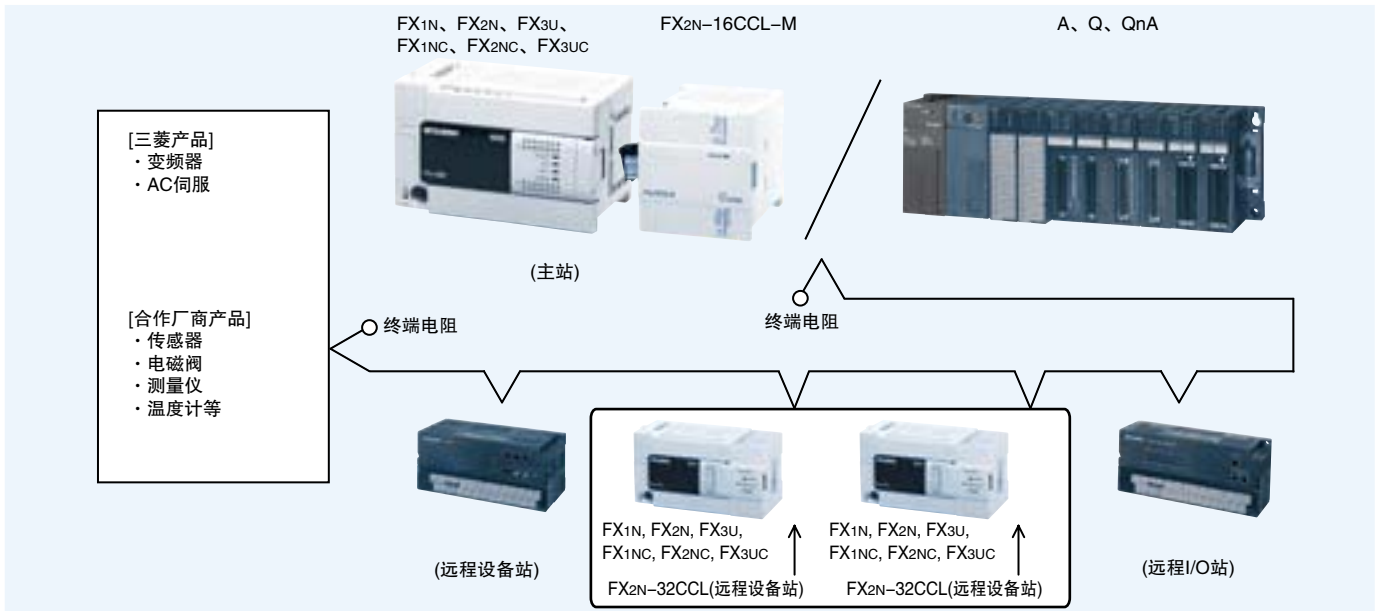 FX1N、FX2N、FX3U、
FX1NC、FX2NC、FX3UC
FX2N-16CCL-M
A、Q、QnA
[三菱产品]
・变频器
・AC伺服
(主站)
[合作厂商产品]
・传感器
・电磁阀
・测量仪
・温度计等
终端电阻
终端电阻
FX1N, FX2N, FX3U,
FX1NC, FX2NC, FX3UC
FX2N-32CCL(远程设备站)
FX1N, FX2N, FX3U,
FX1NC, FX2NC, FX3UC
FX2N-32CCL(远程设备站)
(远程设备站)
(远程I/O站)